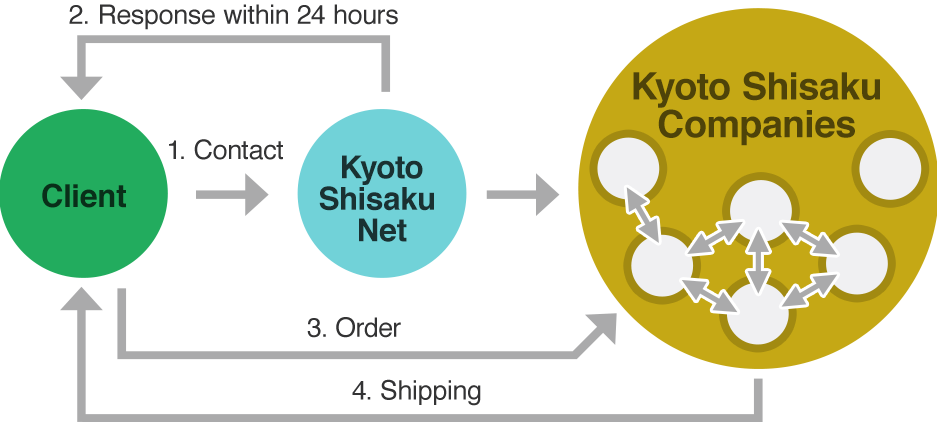 2. Response within 24 hours
Kyoto Shisaku
Companies
1. Contact
Client
Kyoto
Shisaku
Net
3. Order
4. Shipping